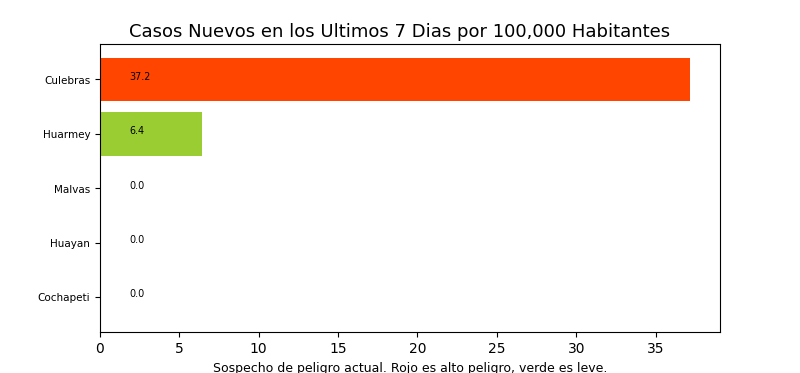 Casos Nuevos en los Ultimos 7 Dias por 100,000 Habitantes
Culebras 37.2
Huarmey 6.4
Malvas 0.0
Huayan 0.0
Cochapeti 0.0
0 5 10 15 20 25 30 35
Sospecho de peligro actual. Rojo es alto peligro, verde es leve.